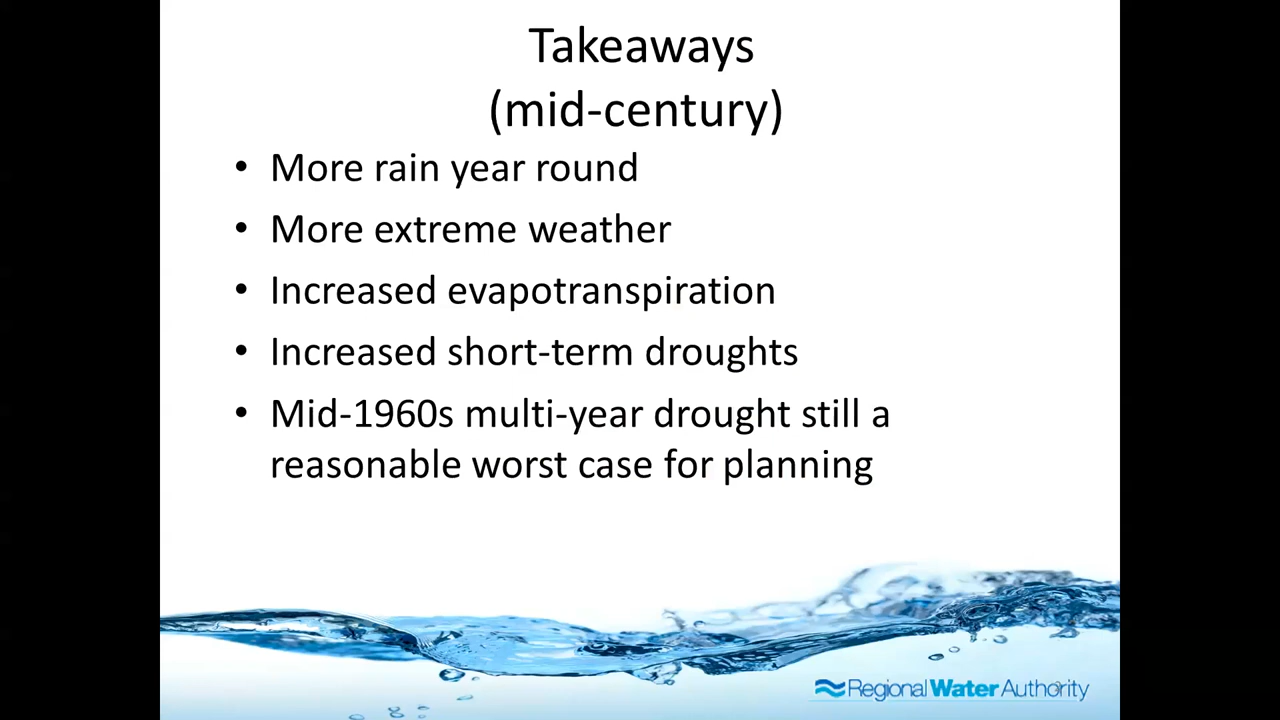 Takeaways
(mid-century)
• More rain year round
• More extreme weather
• Increased evapotranspiration
• Increased short-term droughts
• Mid-1960s multi-year drought still a
reasonable worst case for planning
Regional Water Authority